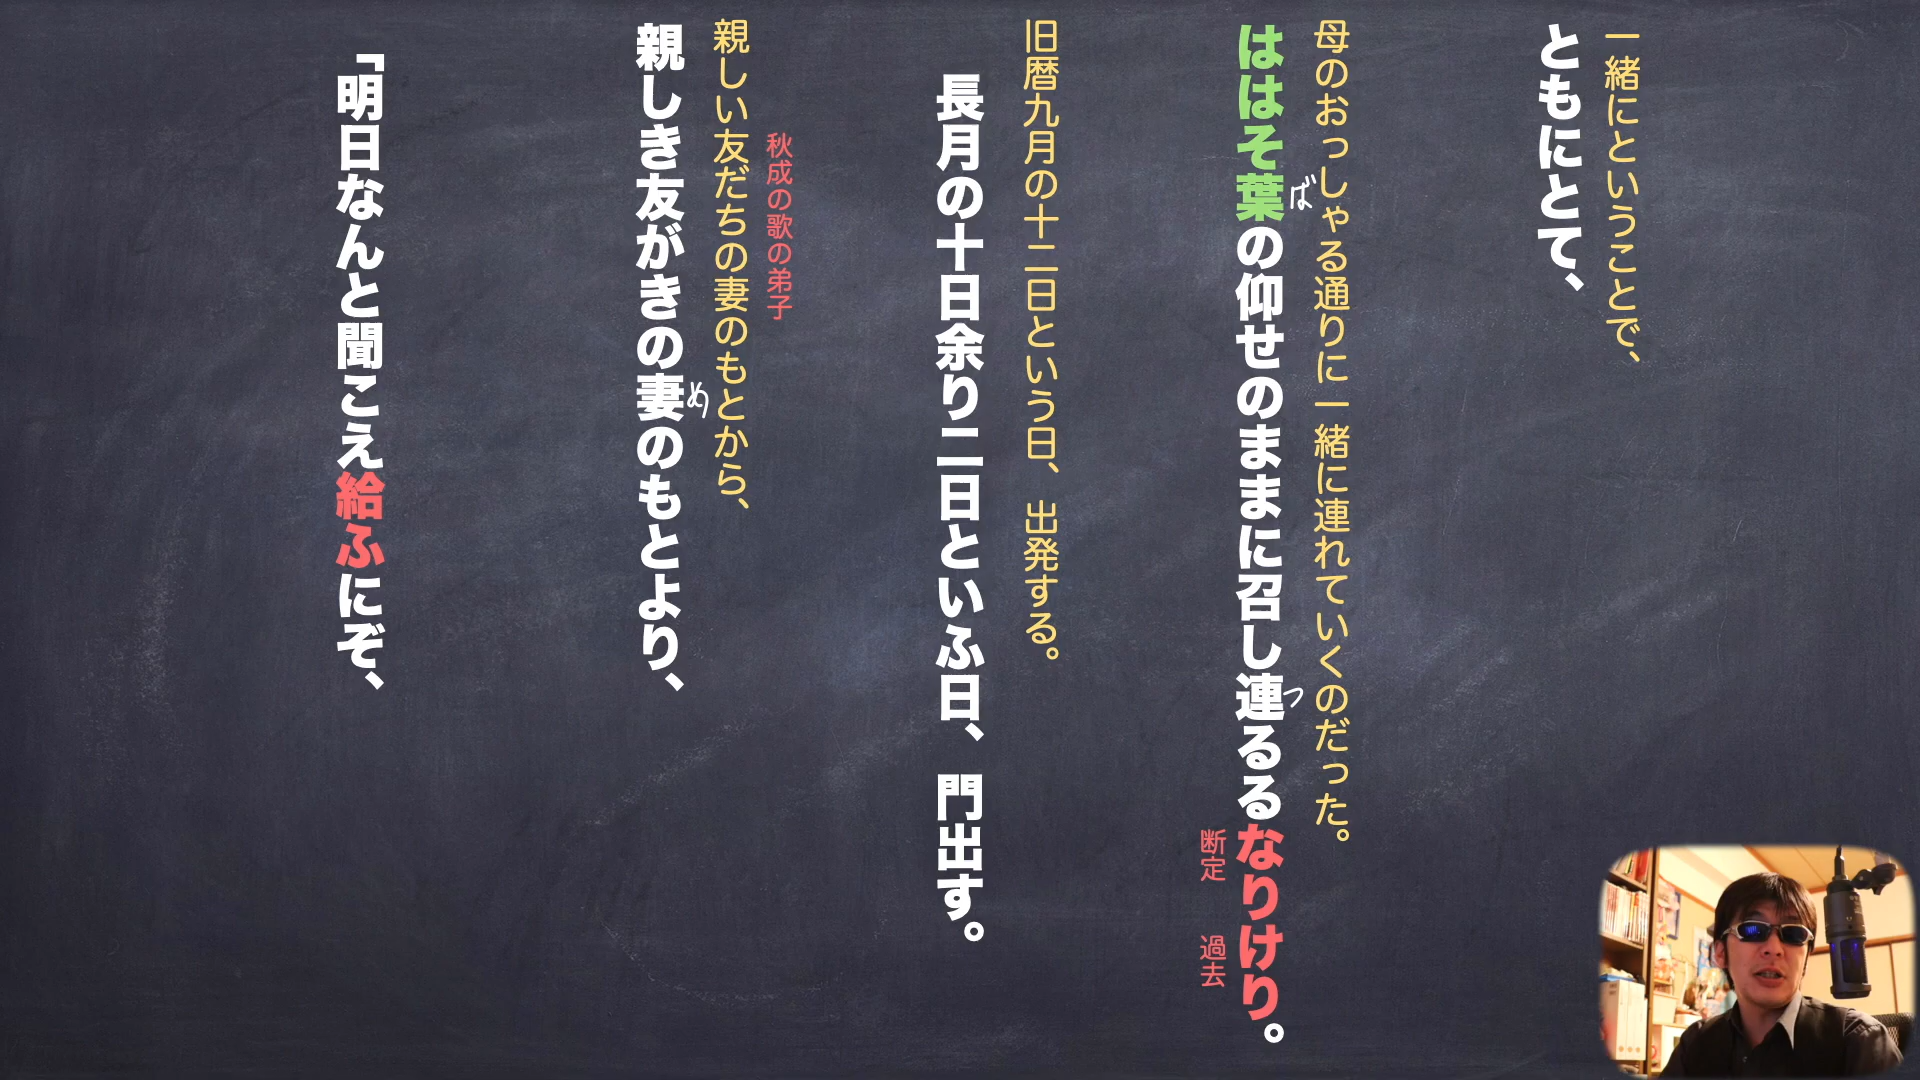 一緒にということで、
ともにとて、
母のおっしゃる通りに一緒に連れていくのだった。
ば
つ
ははそ葉の仰せのままに召し連るるなりけり。
断定 過去
旧暦九月の十二日という日、出発する。
長月の十日余り二日といふ日、門出す。
秋成の歌の弟子
親しい友だちの妻のもとから、
め
親しき友がきの妻のもとより、
「明日なんと聞こえ給ふにぞ、